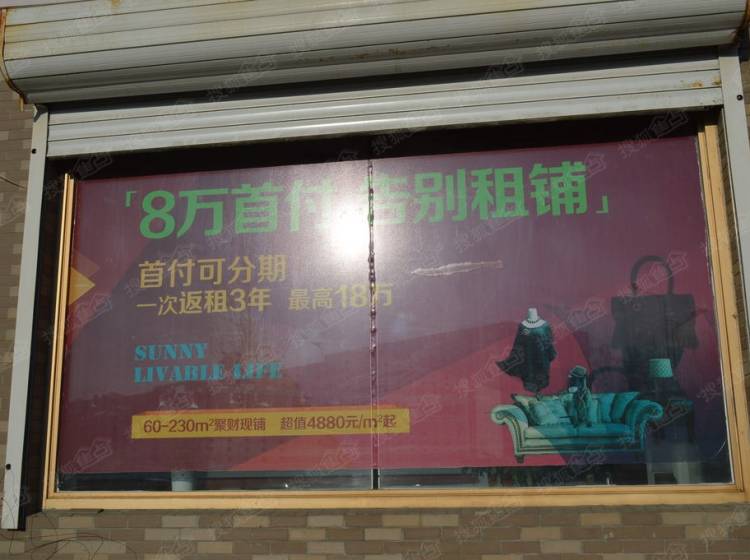 「8万首付 告别租铺」
首付可分期
一次返租3年 最高18万
SUNNY
LIVABLE LIFE
60-230m²聚财现铺 超值4880元/m²起